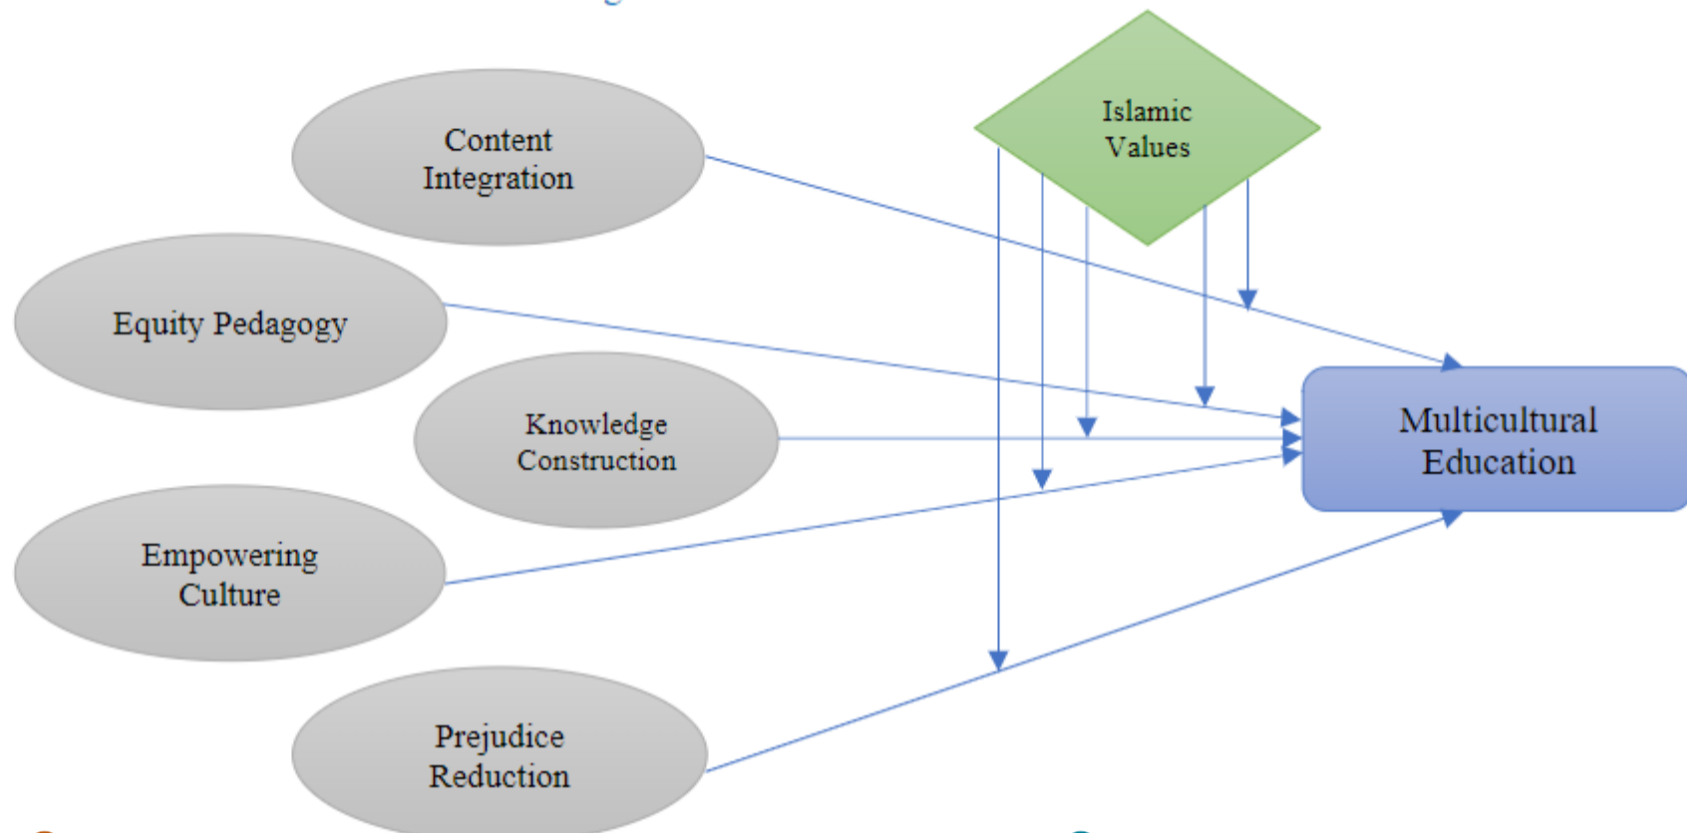 Content
Integration
Islamic
Values
Equity Pedagogy
Knowledge
Construction
Multicultural
Education
Empowering
Culture
Prejudice
Reduction